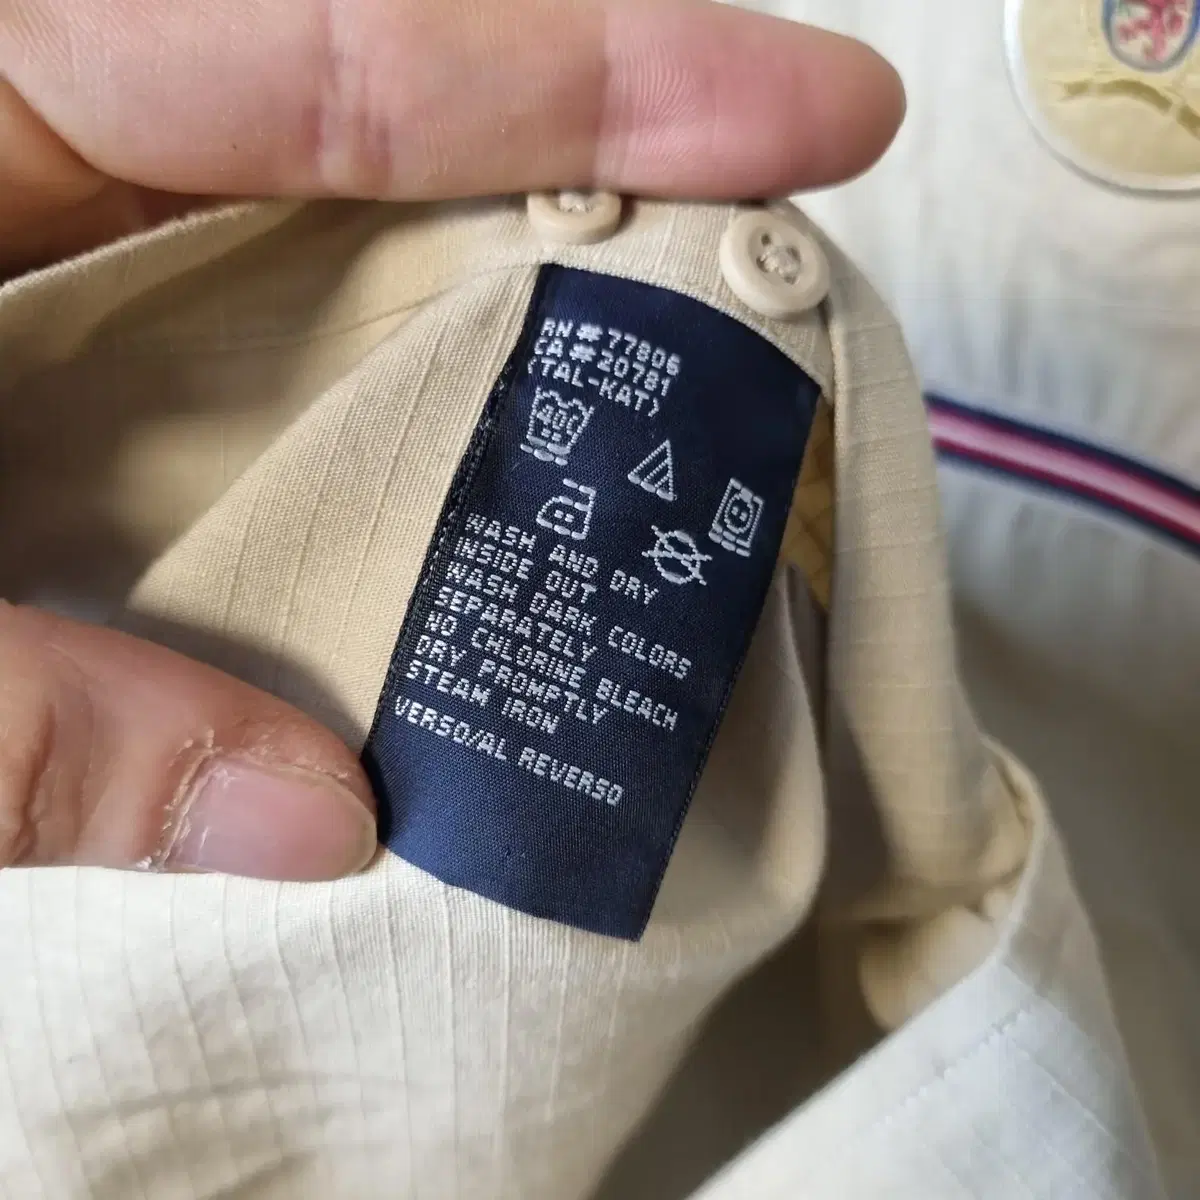 RN#77806
CA#20781
(TAL-KAT)
40C
WASH AND DRY
INSIDE OUT
WASH DARK COLORS
SEPARATELY
NO CHLORINE BLEACH
DRY PROMPTLY
STEAM IRON
VERSO/AL REVERSO